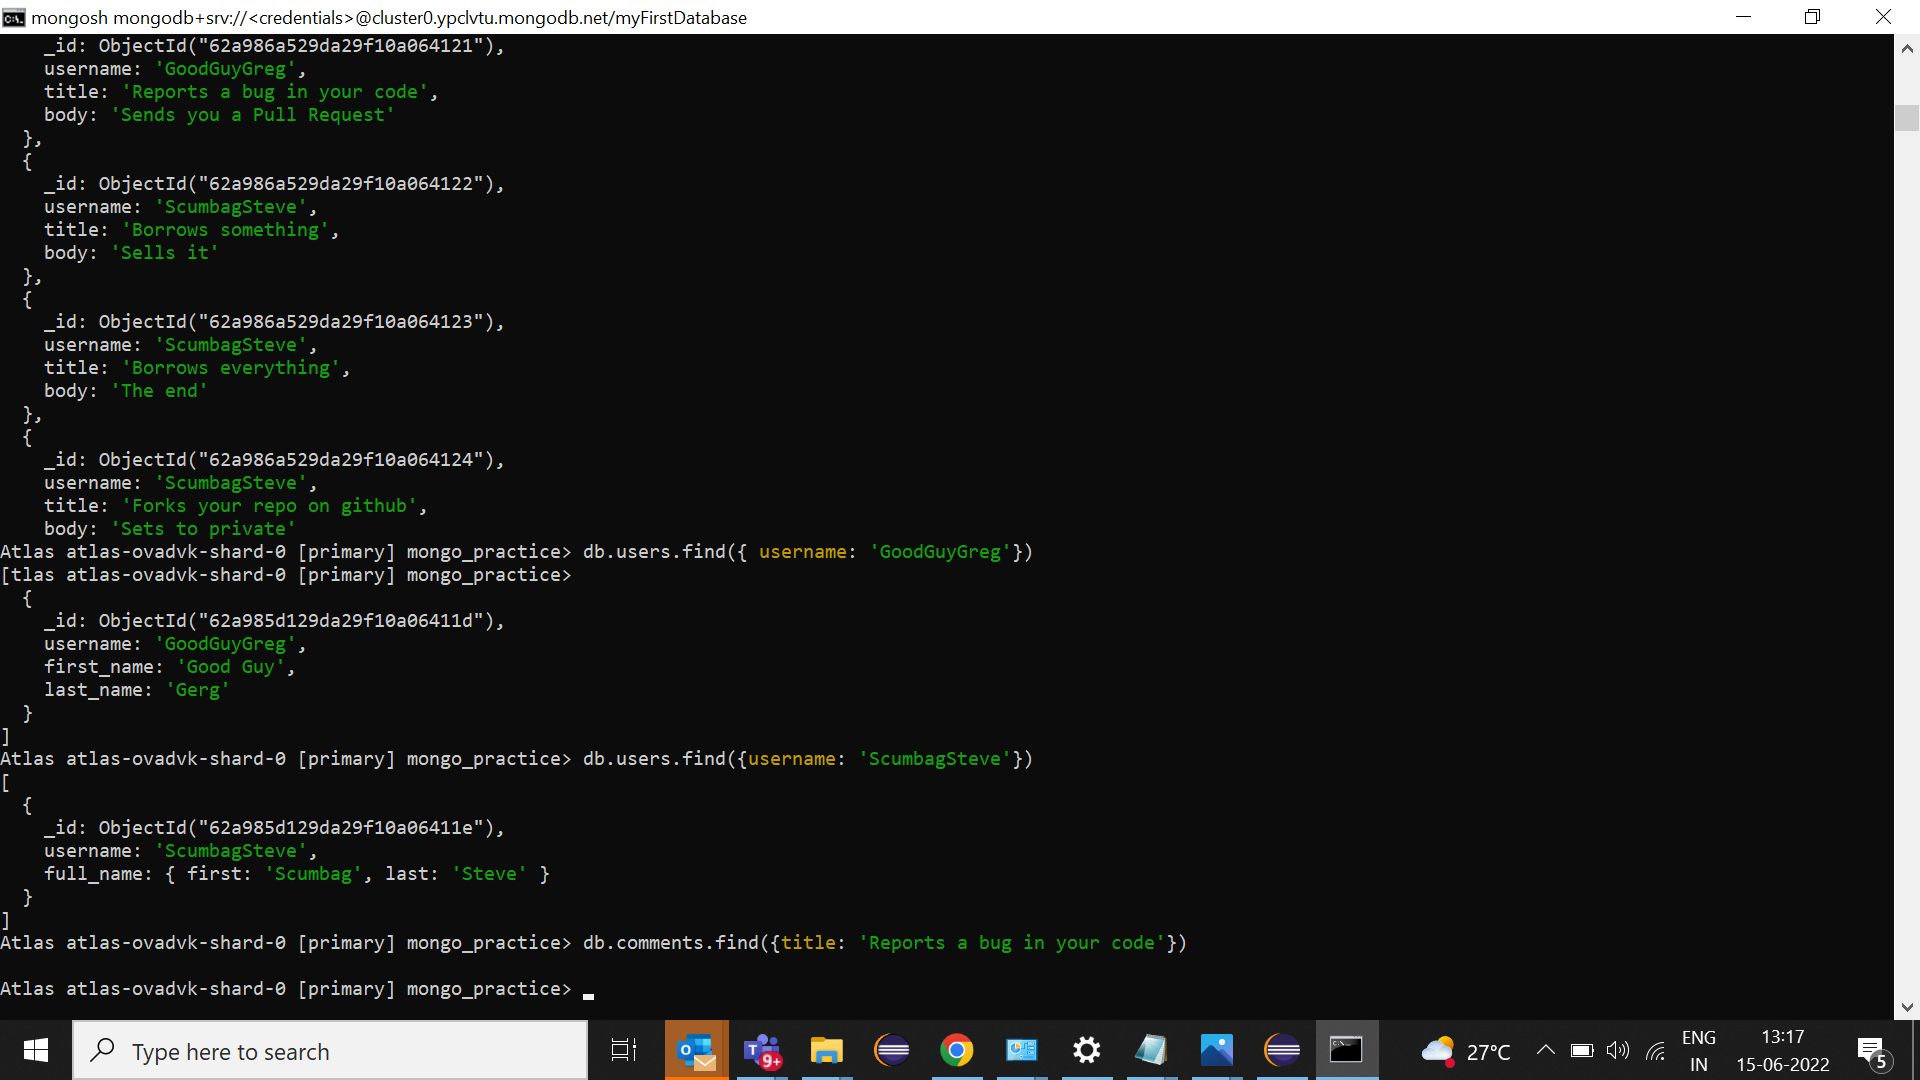 mongosh mongodb+srv://<credentials>@cluster0.ypclvtu.mongodb.net/myFirstDatabase
_id: ObjectId("62a986a529da29f10a064121"),
username: 'GoodGuyGreg',
title: 'Reports a bug in your code',
body: 'Sends you a Pull Request'
},
{
_id: ObjectId("62a986a529da29f10a064122"),
username: 'ScumbagSteve',
title: 'Borrows something',
body: 'Sells it'
},
{
_id: ObjectId("62a986a529da29f10a064123"),
username: 'ScumbagSteve',
title: 'Borrows everything',
body: 'The end'
},
{
_id: ObjectId("62a986a529da29f10a064124"),
username: 'ScumbagSteve',
title: 'Forks your repo on github',
body: 'Sets to private'
Atlas atlas-ovadvk-shard-0 [primary] mongo_practice> db.users.find({ username: 'GoodGuyGreg'})
[tlas atlas-ovadvk-shard-0 [primary] mongo_practice>
{
_id: ObjectId("62a985d129da29f10a06411d"),
username: 'GoodGuyGreg',
first_name: 'Good Guy',
last_name: 'Gerg'
}
]
Atlas atlas-ovadvk-shard-0 [primary] mongo_practice> db.users.find({username: 'ScumbagSteve'})
[
{
_id: ObjectId("62a985d129da29f10a06411e"),
username: 'ScumbagSteve',
full_name: { first: 'Scumbag', last: 'Steve' }
}
]
Atlas atlas-ovadvk-shard-0 [primary] mongo_practice> db.comments.find({title: 'Reports a bug in your code'})
Atlas atlas-ovadvk-shard-0 [primary] mongo_practice>
Type here to search
9+
27°C
ENG
IN
13:17
15-06-2022
5